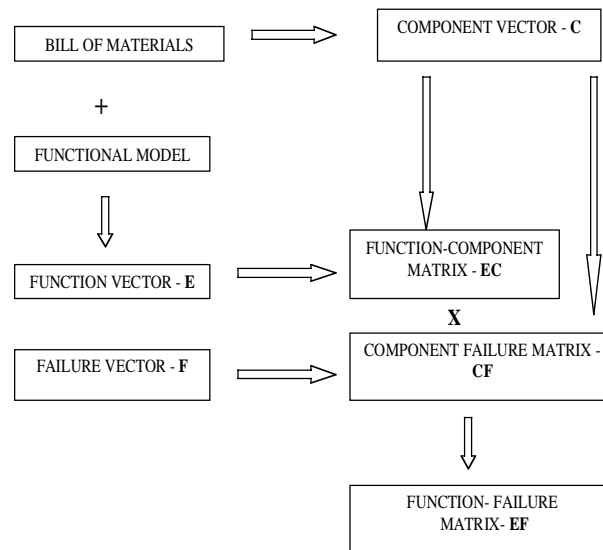 BILL OF MATERIALS
COMPONENT VECTOR - C
+
FUNCTIONAL MODEL
FUNCTION VECTOR - E
FUNCTION-COMPONENT
MATRIX - EC
X
FAILURE VECTOR - F
COMPONENT FAILURE MATRIX -
CF
FUNCTION- FAILURE
MATRIX- EF